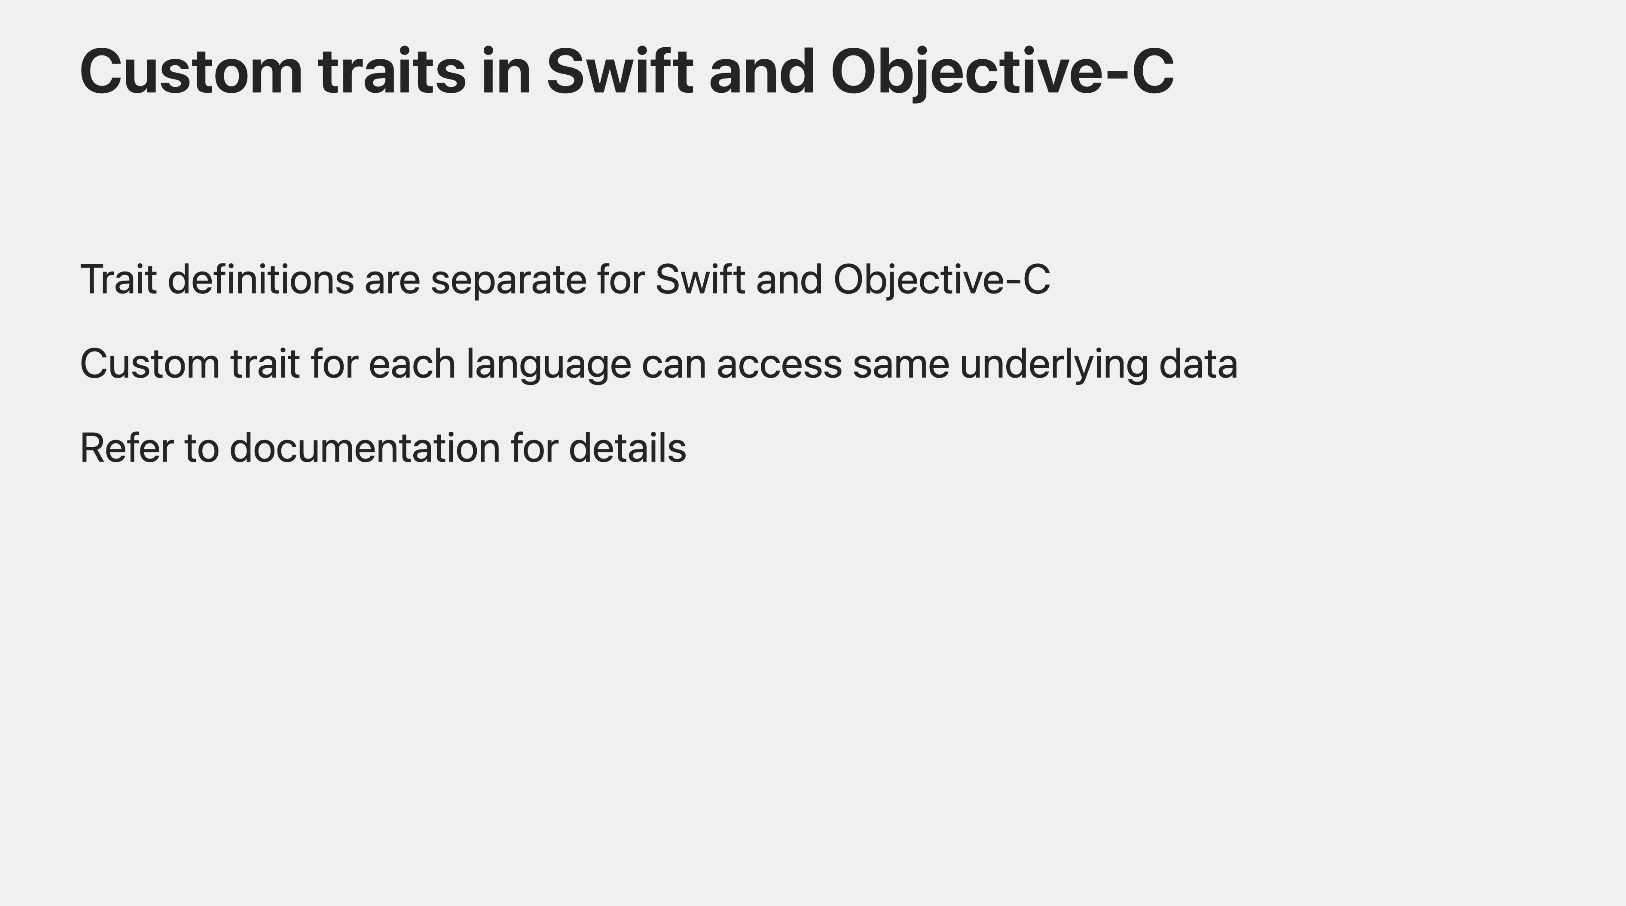 Custom traits in Swift and Objective-C
Trait definitions are separate for Swift and Objective-C
Custom trait for each language can access same underlying data
Refer to documentation for details